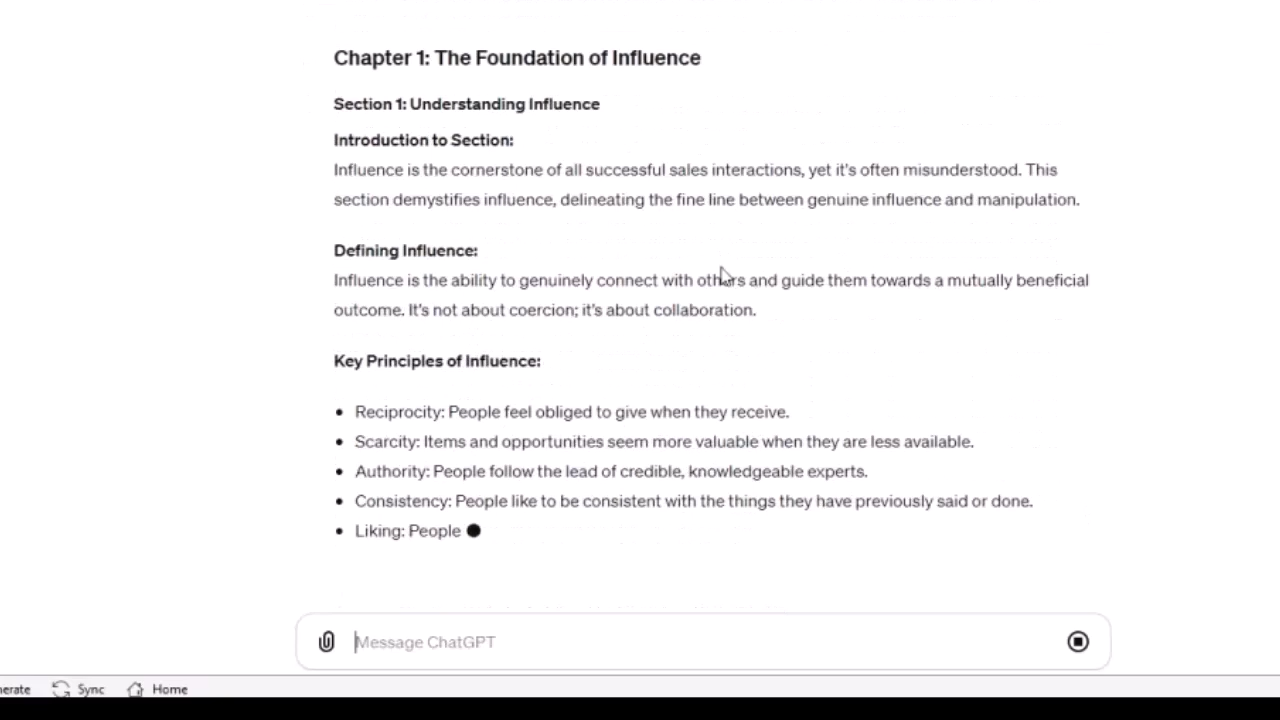 Chapter 1: The Foundation of Influence
Section 1: Understanding Influence
Introduction to Section:
Influence is the cornerstone of all successful sales interactions, yet it's often misunderstood. This
section demystifies influence, delineating the fine line between genuine influence and manipulation.
Defining Influence:
Influence is the ability to genuinely connect with others and guide them towards a mutually beneficial
outcome. It's not about coercion; it's about collaboration.
Key Principles of Influence:
• Reciprocity: People feel obliged to give when they receive.
• Scarcity: Items and opportunities seem more valuable when they are less available.
• Authority: People follow the lead of credible, knowledgeable experts.
• Consistency: People like to be consistent with the things they have previously said or done.
• Liking: People
Message ChatGPT
nerate Sync Home